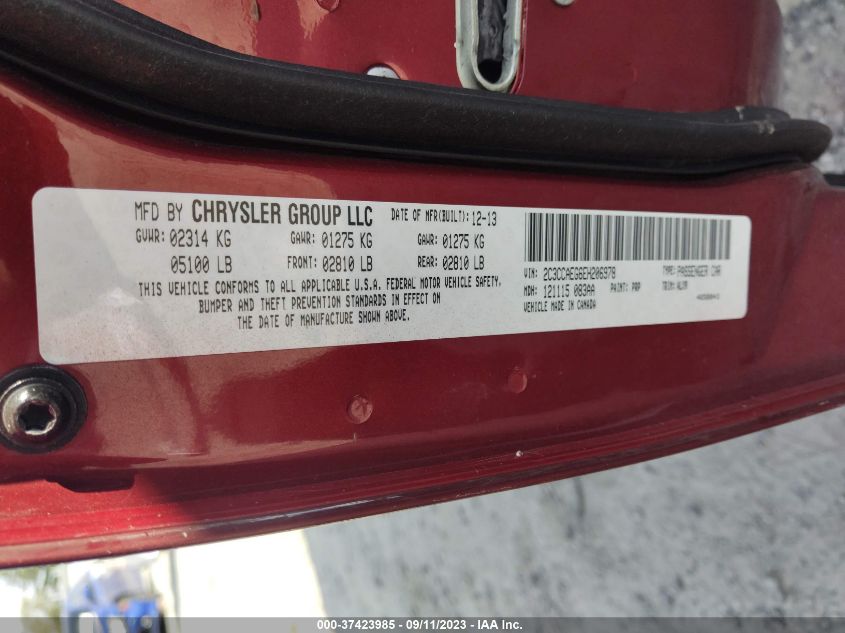 MFD BY CHRYSLER GROUP LLC DATE OF MFR(BUILT): 12-13
GVWR: 02314 KG GAWR: 01275 KG GAWR: 01275 KG
05100 LB FRONT: 02810 LB REAR: 02810 LB
THIS VEHICLE CONFORMS TO ALL APPLICABLE U.S.A. FEDERAL MOTOR VEHICLE SAFETY,
BUMPER AND THEFT PREVENTION STANDARDS IN EFFECT ON
THE DATE OF MANUFACTURE SHOWN ABOVE.
VIN: 2C3CCAEG6EH206978 TYPE: PASSENGER CAR
MDH: 121115 083AA PAINT: PRP TRIM:
VEHICLE MADE IN CANADA
000-37423985 - 09/11/2023 - IAA Inc.